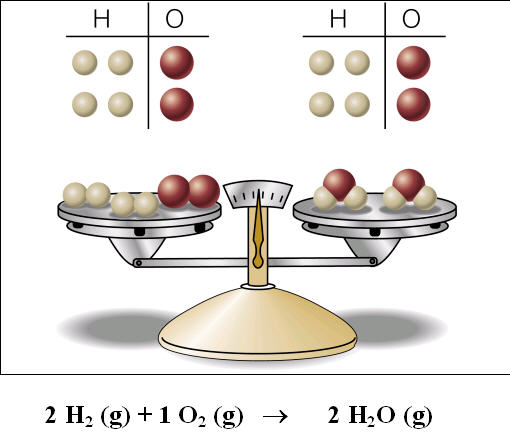 H O H O
2 H₂ (g) + 1 O₂ (g) → 2 H₂O (g)